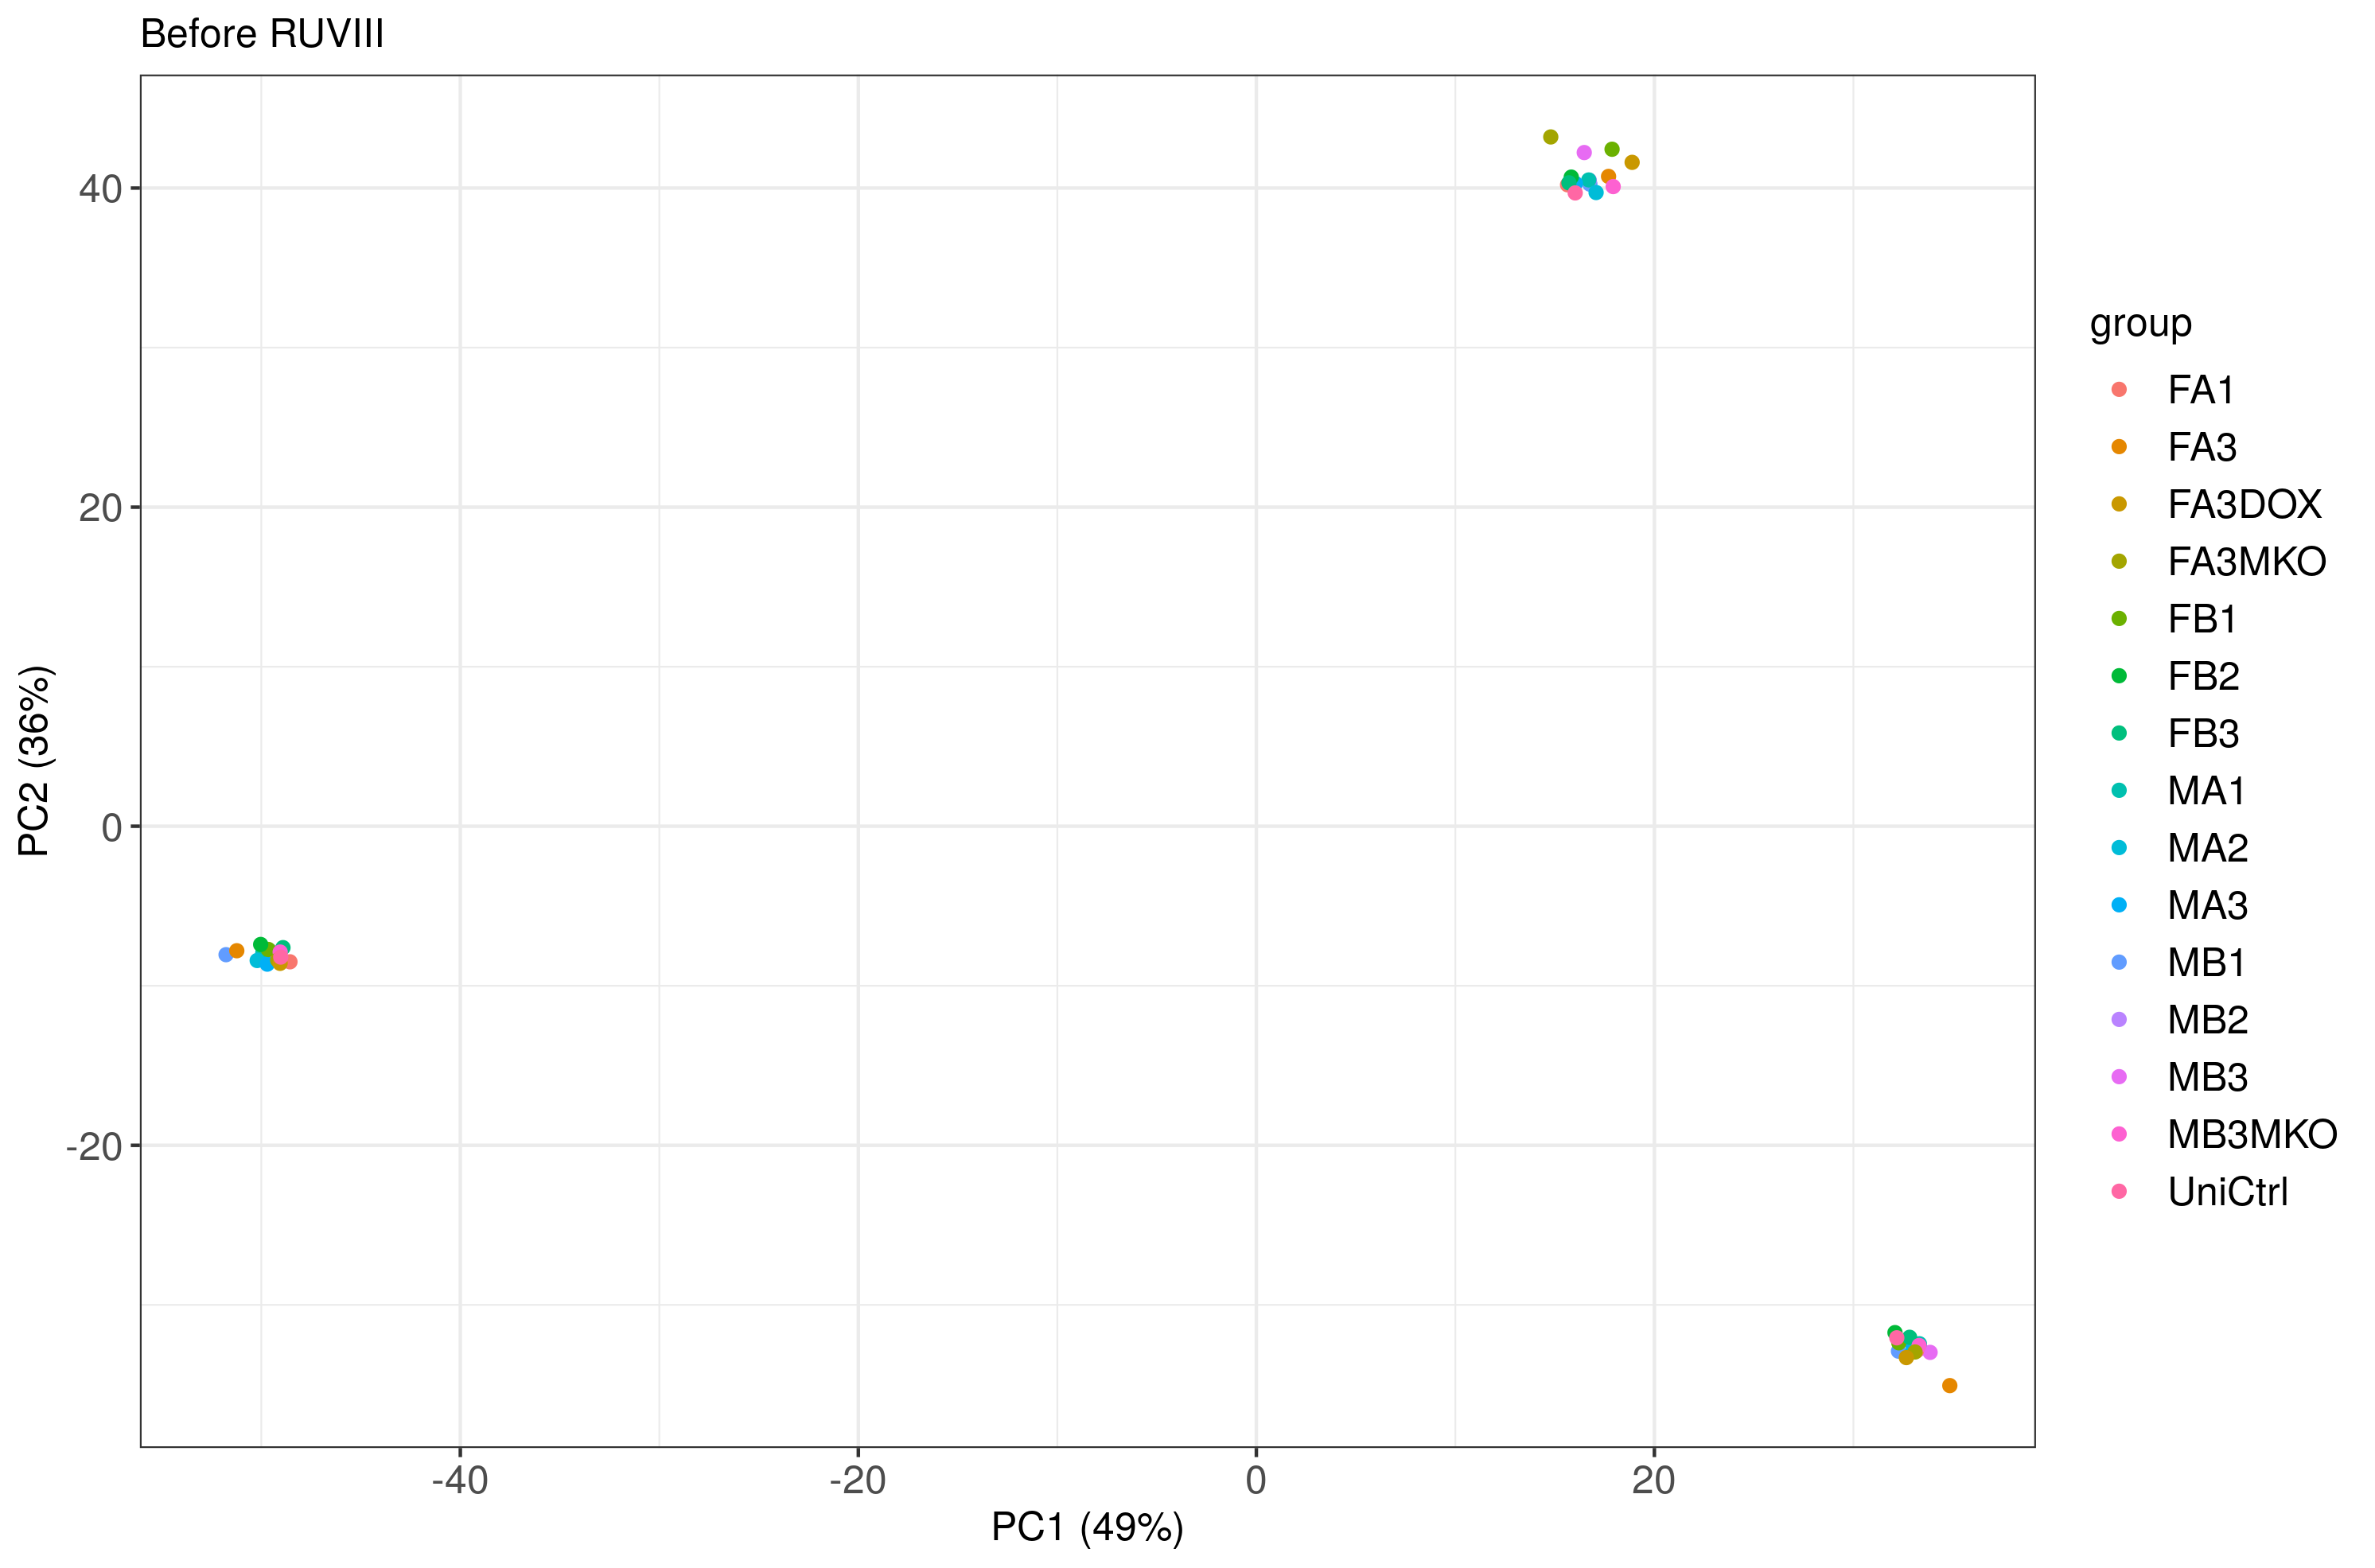 Before RUVIII
40
20
0
-20
-40
-20
0
20
PC2 (36%)
PC1 (49%)
group
FA1
FA3
FA3DOX
FA3MKO
FB1
FB2
FB3
MA1
MA2
MA3
MB1
MB2
MB3
MB3MKO
UniCtrl